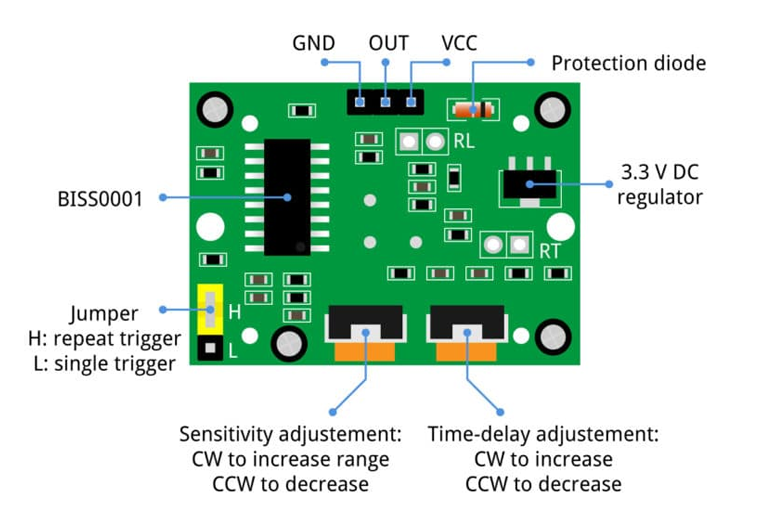 GND OUT VCC
Protection diode
RL
3.3 V DC
regulator
BISS0001
RT
Jumper
H: repeat trigger
L: single trigger
H
L
Sensitivity adjustement:
CW to increase range
CCW to decrease
Time-delay adjustement:
CW to increase
CCW to decrease